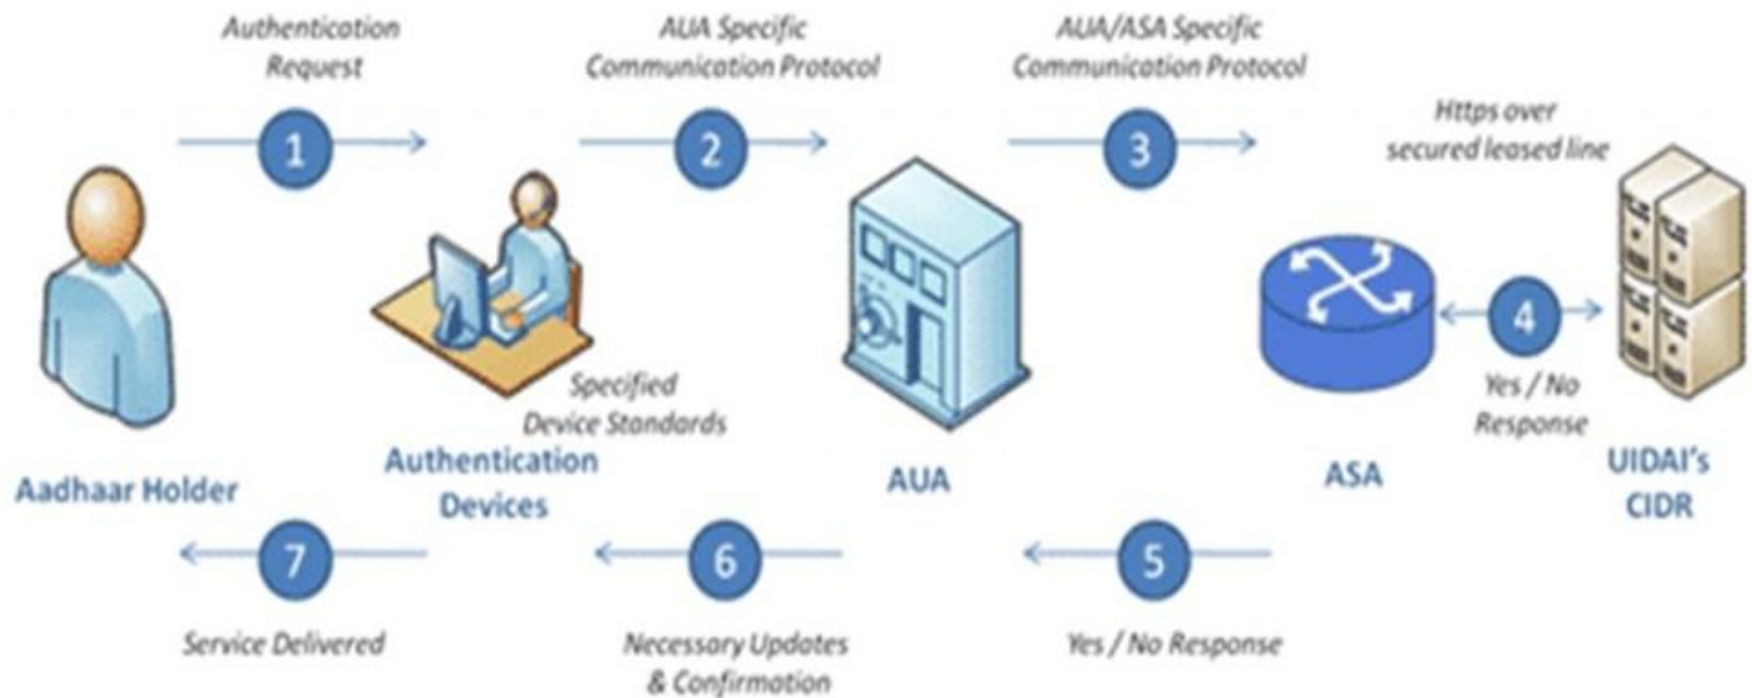 Authentication
Request
AUA Specific
Communication Protocol
AUA/ASA Specific
Communication Protocol
Https over
secured leased line
1
2
3
4
Specified
Device Standards
Yes / No
Response
Aadhaar Holder
Authentication
Devices
AUA
ASA
UIDAI's
CIDR
7
6
5
Service Delivered
Necessary Updates
& Confirmation
Yes / No Response